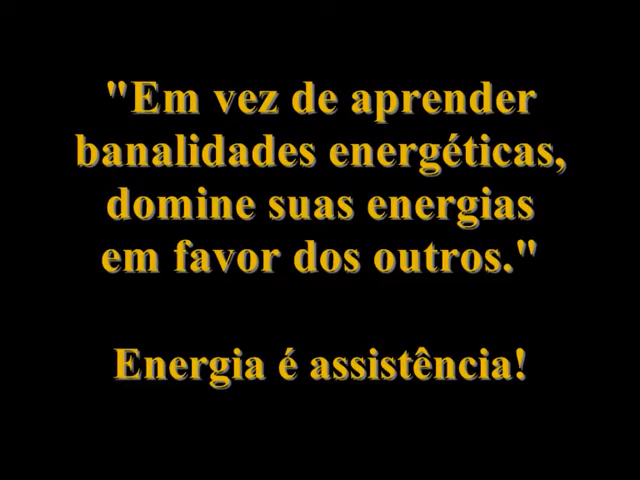 "Em vez de aprender
banalidades energéticas,
domine suas energias
em favor dos outros."
Energia é assistência!